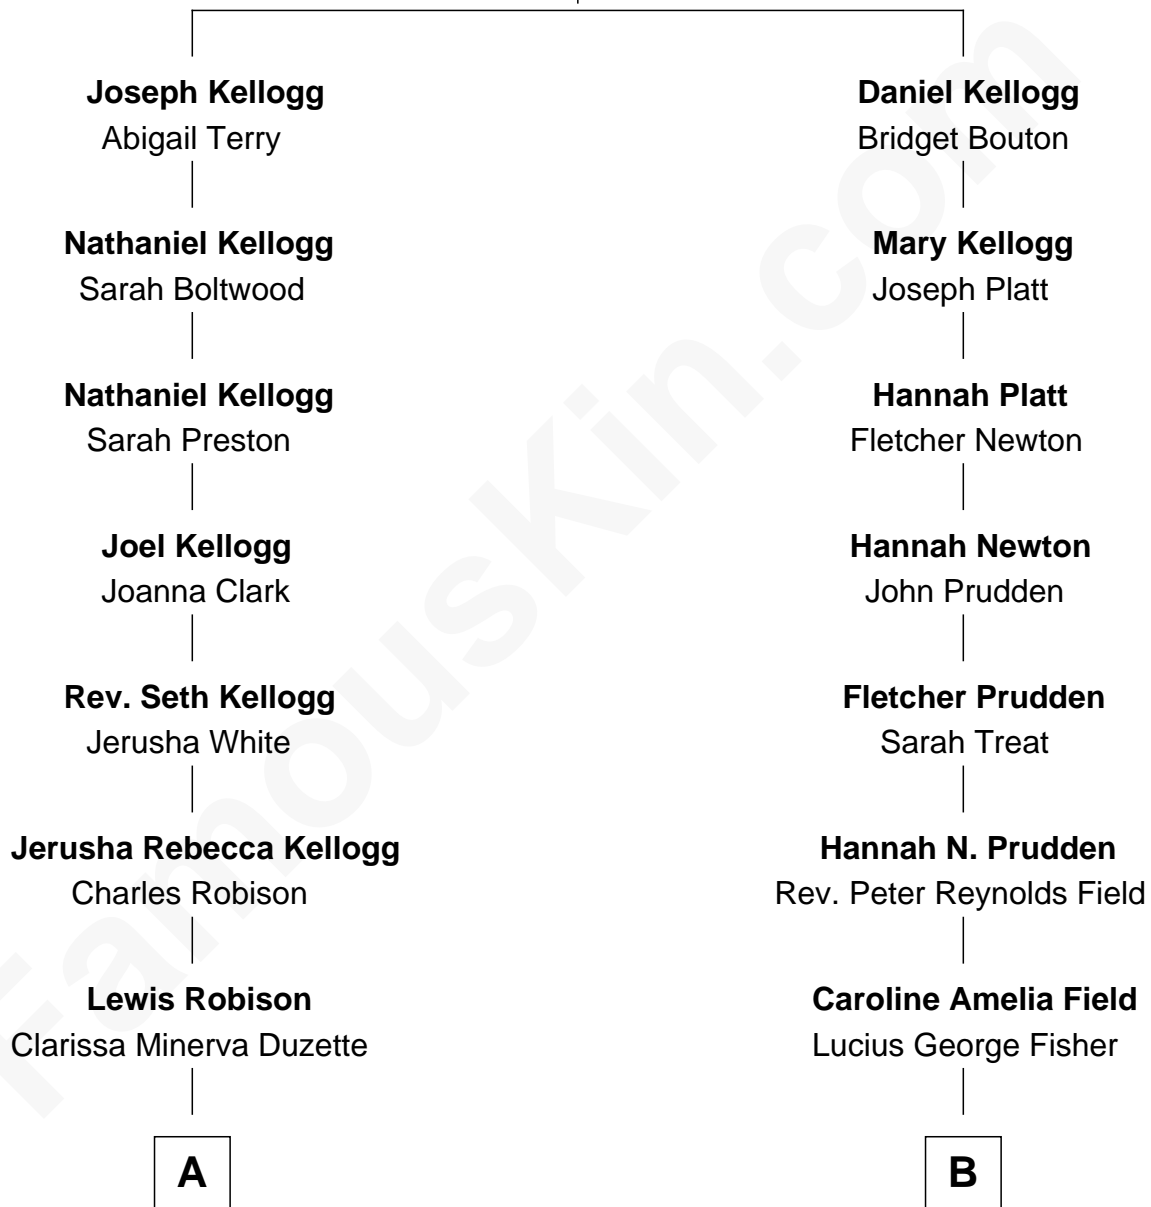 Joseph Kellogg
Abigail Terry
Daniel Kellogg
Bridget Bouton
Nathaniel Kellogg
Sarah Boltwood
Mary Kellogg
Joseph Platt
Nathaniel Kellogg
Sarah Preston
Hannah Platt
Fletcher Newton
Joel Kellogg
Joanna Clark
Hannah Newton
John Prudden
Rev. Seth Kellogg
Jerusha White
Fletcher Prudden
Sarah Treat
Jerusha Rebecca Kellogg
Charles Robison
Hannah N. Prudden
Rev. Peter Reynolds Field
Lewis Robison
Clarissa Minerva Duzette
Caroline Amelia Field
Lucius George Fisher
A
B
FamousKin.com